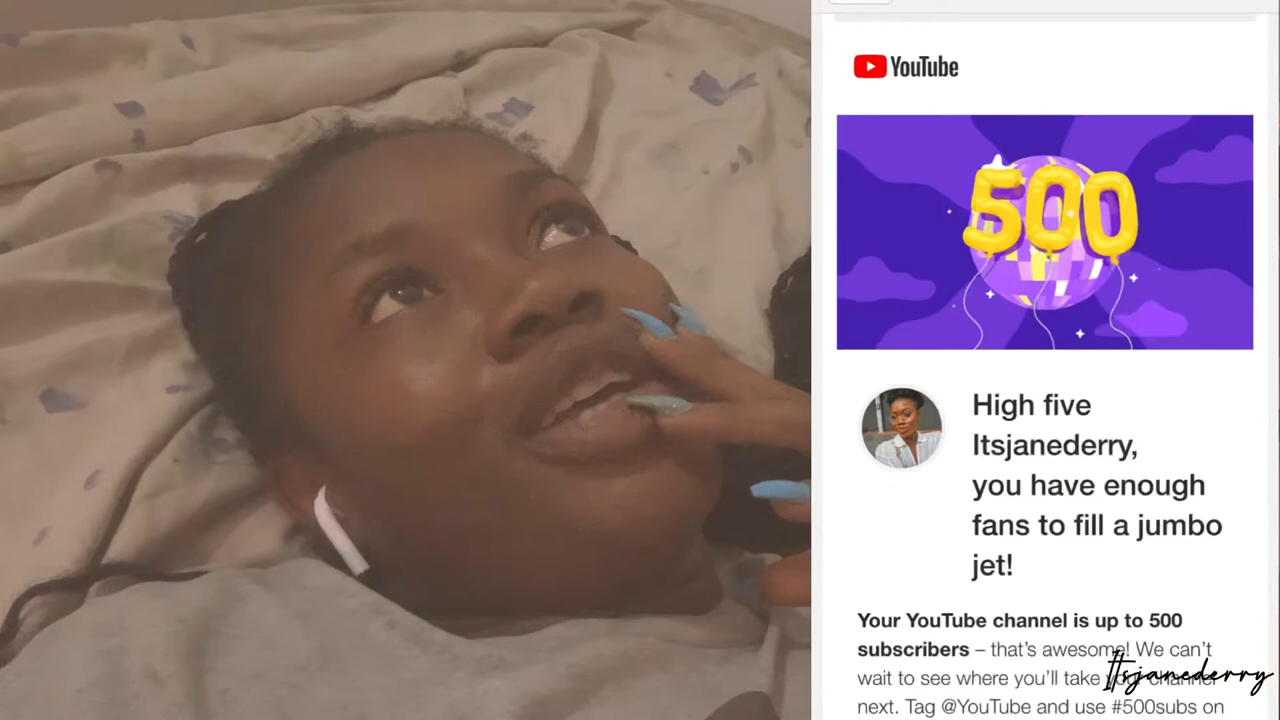 YouTube
500
High five
Itsjanederry,
you have enough
fans to fill a jumbo
jet!
Your YouTube channel is up to 500
subscribers – that's awesome! We can't
wait to see where you'll take your channel
next. Tag @YouTube and use #500subs on
Itsjanederry